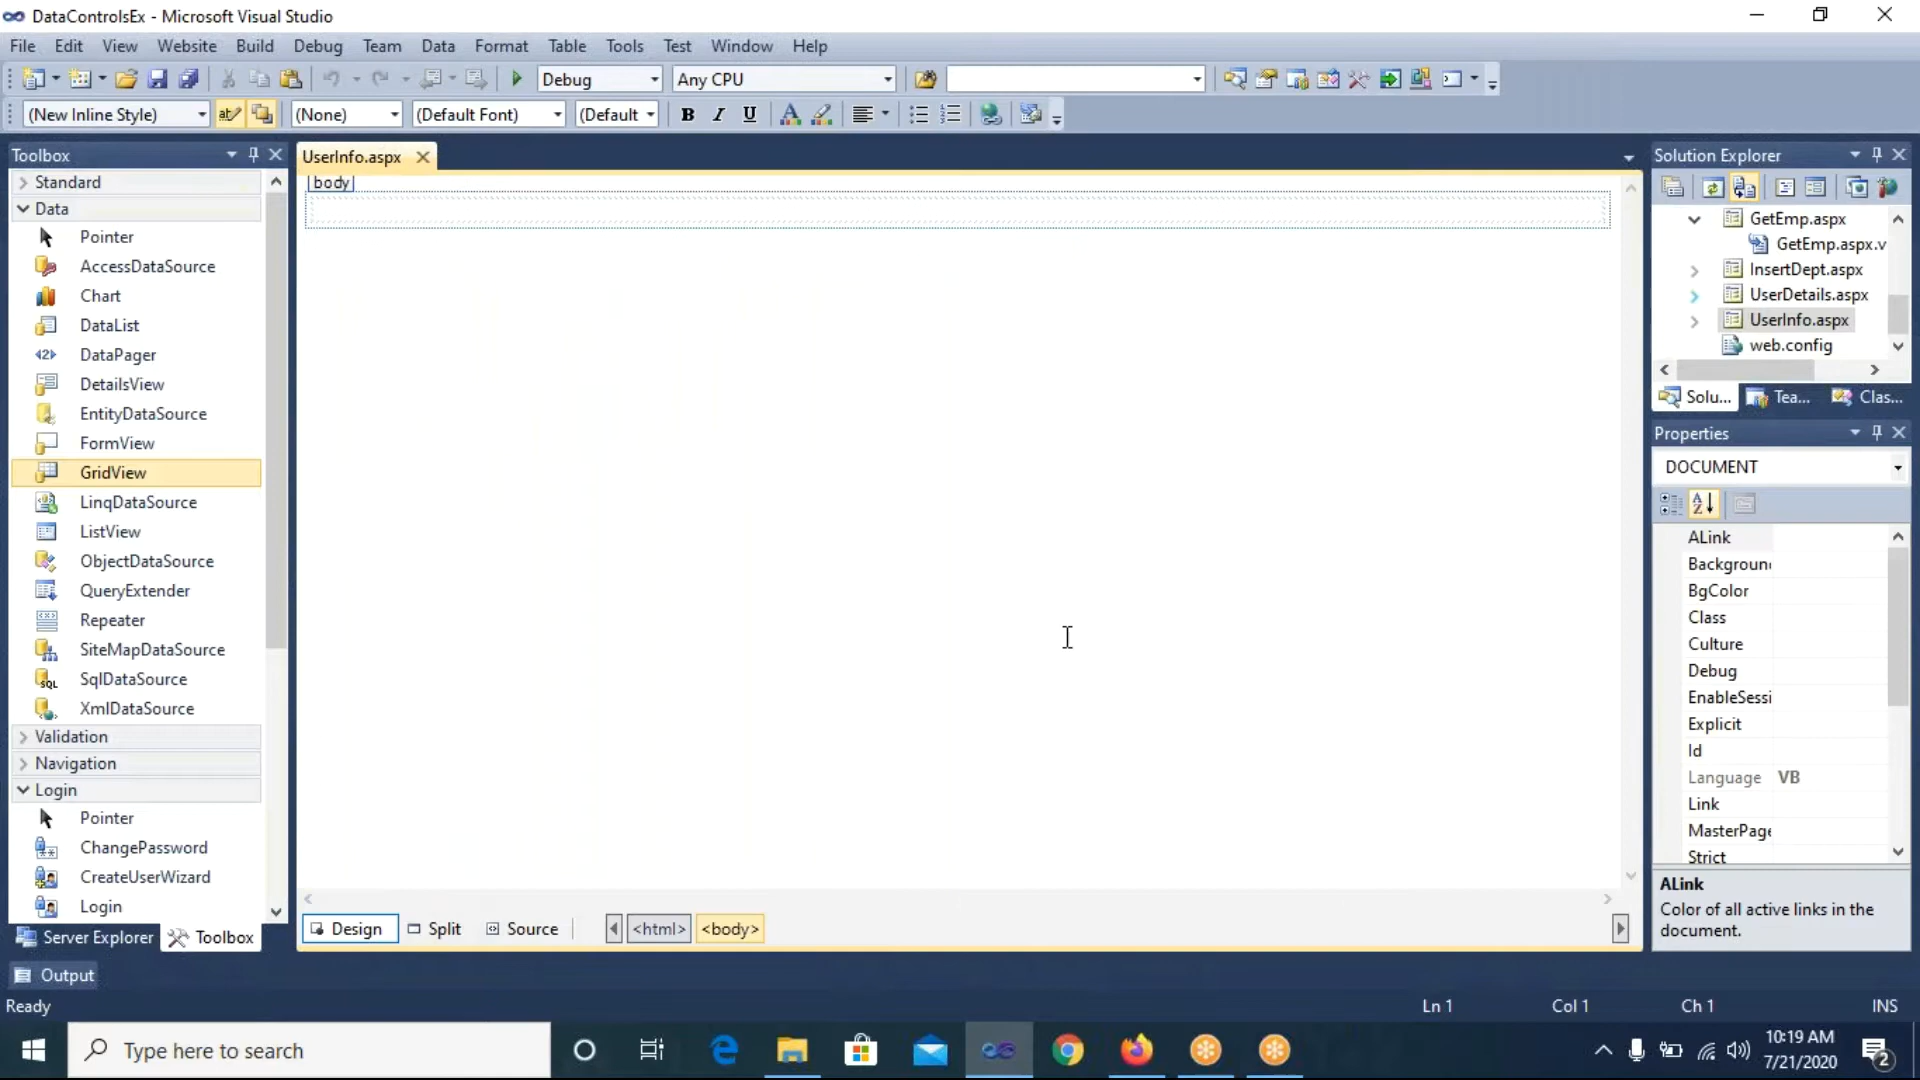 DataControlsEx - Microsoft Visual Studio
File Edit View Website Build Debug Team Data Format Table Tools Test Window Help
Debug Any CPU
(New Inline Style) (None) (Default Font) (Default B I U
Toolbox
Standard
Data
Pointer
AccessDataSource
Chart
DataList
DataPager
DetailsView
EntityDataSource
FormView
GridView
LinqDataSource
ListView
ObjectDataSource
QueryExtender
Repeater
SiteMapDataSource
SqlDataSource
XmlDataSource
Validation
Navigation
Login
Pointer
ChangePassword
CreateUserWizard
Login
Server Explorer Toolbox
UserInfo.aspx
body
Design Split Source <html> <body>
Solution Explorer
GetEmp.aspx
GetEmp.aspx.v
InsertDept.aspx
UserDetails.aspx
UserInfo.aspx
web.config
Solu... Tea... Clas...
Properties
DOCUMENT
ALink
Background
BgColor
Class
Culture
Debug
EnableSessi
Explicit
Id
Language VB
Link
MasterPage
Strict
ALink
Color of all active links in the
document.
Output
Ready Ln 1 Col 1 Ch 1 INS
Type here to search
10:19 AM
7/21/2020
2